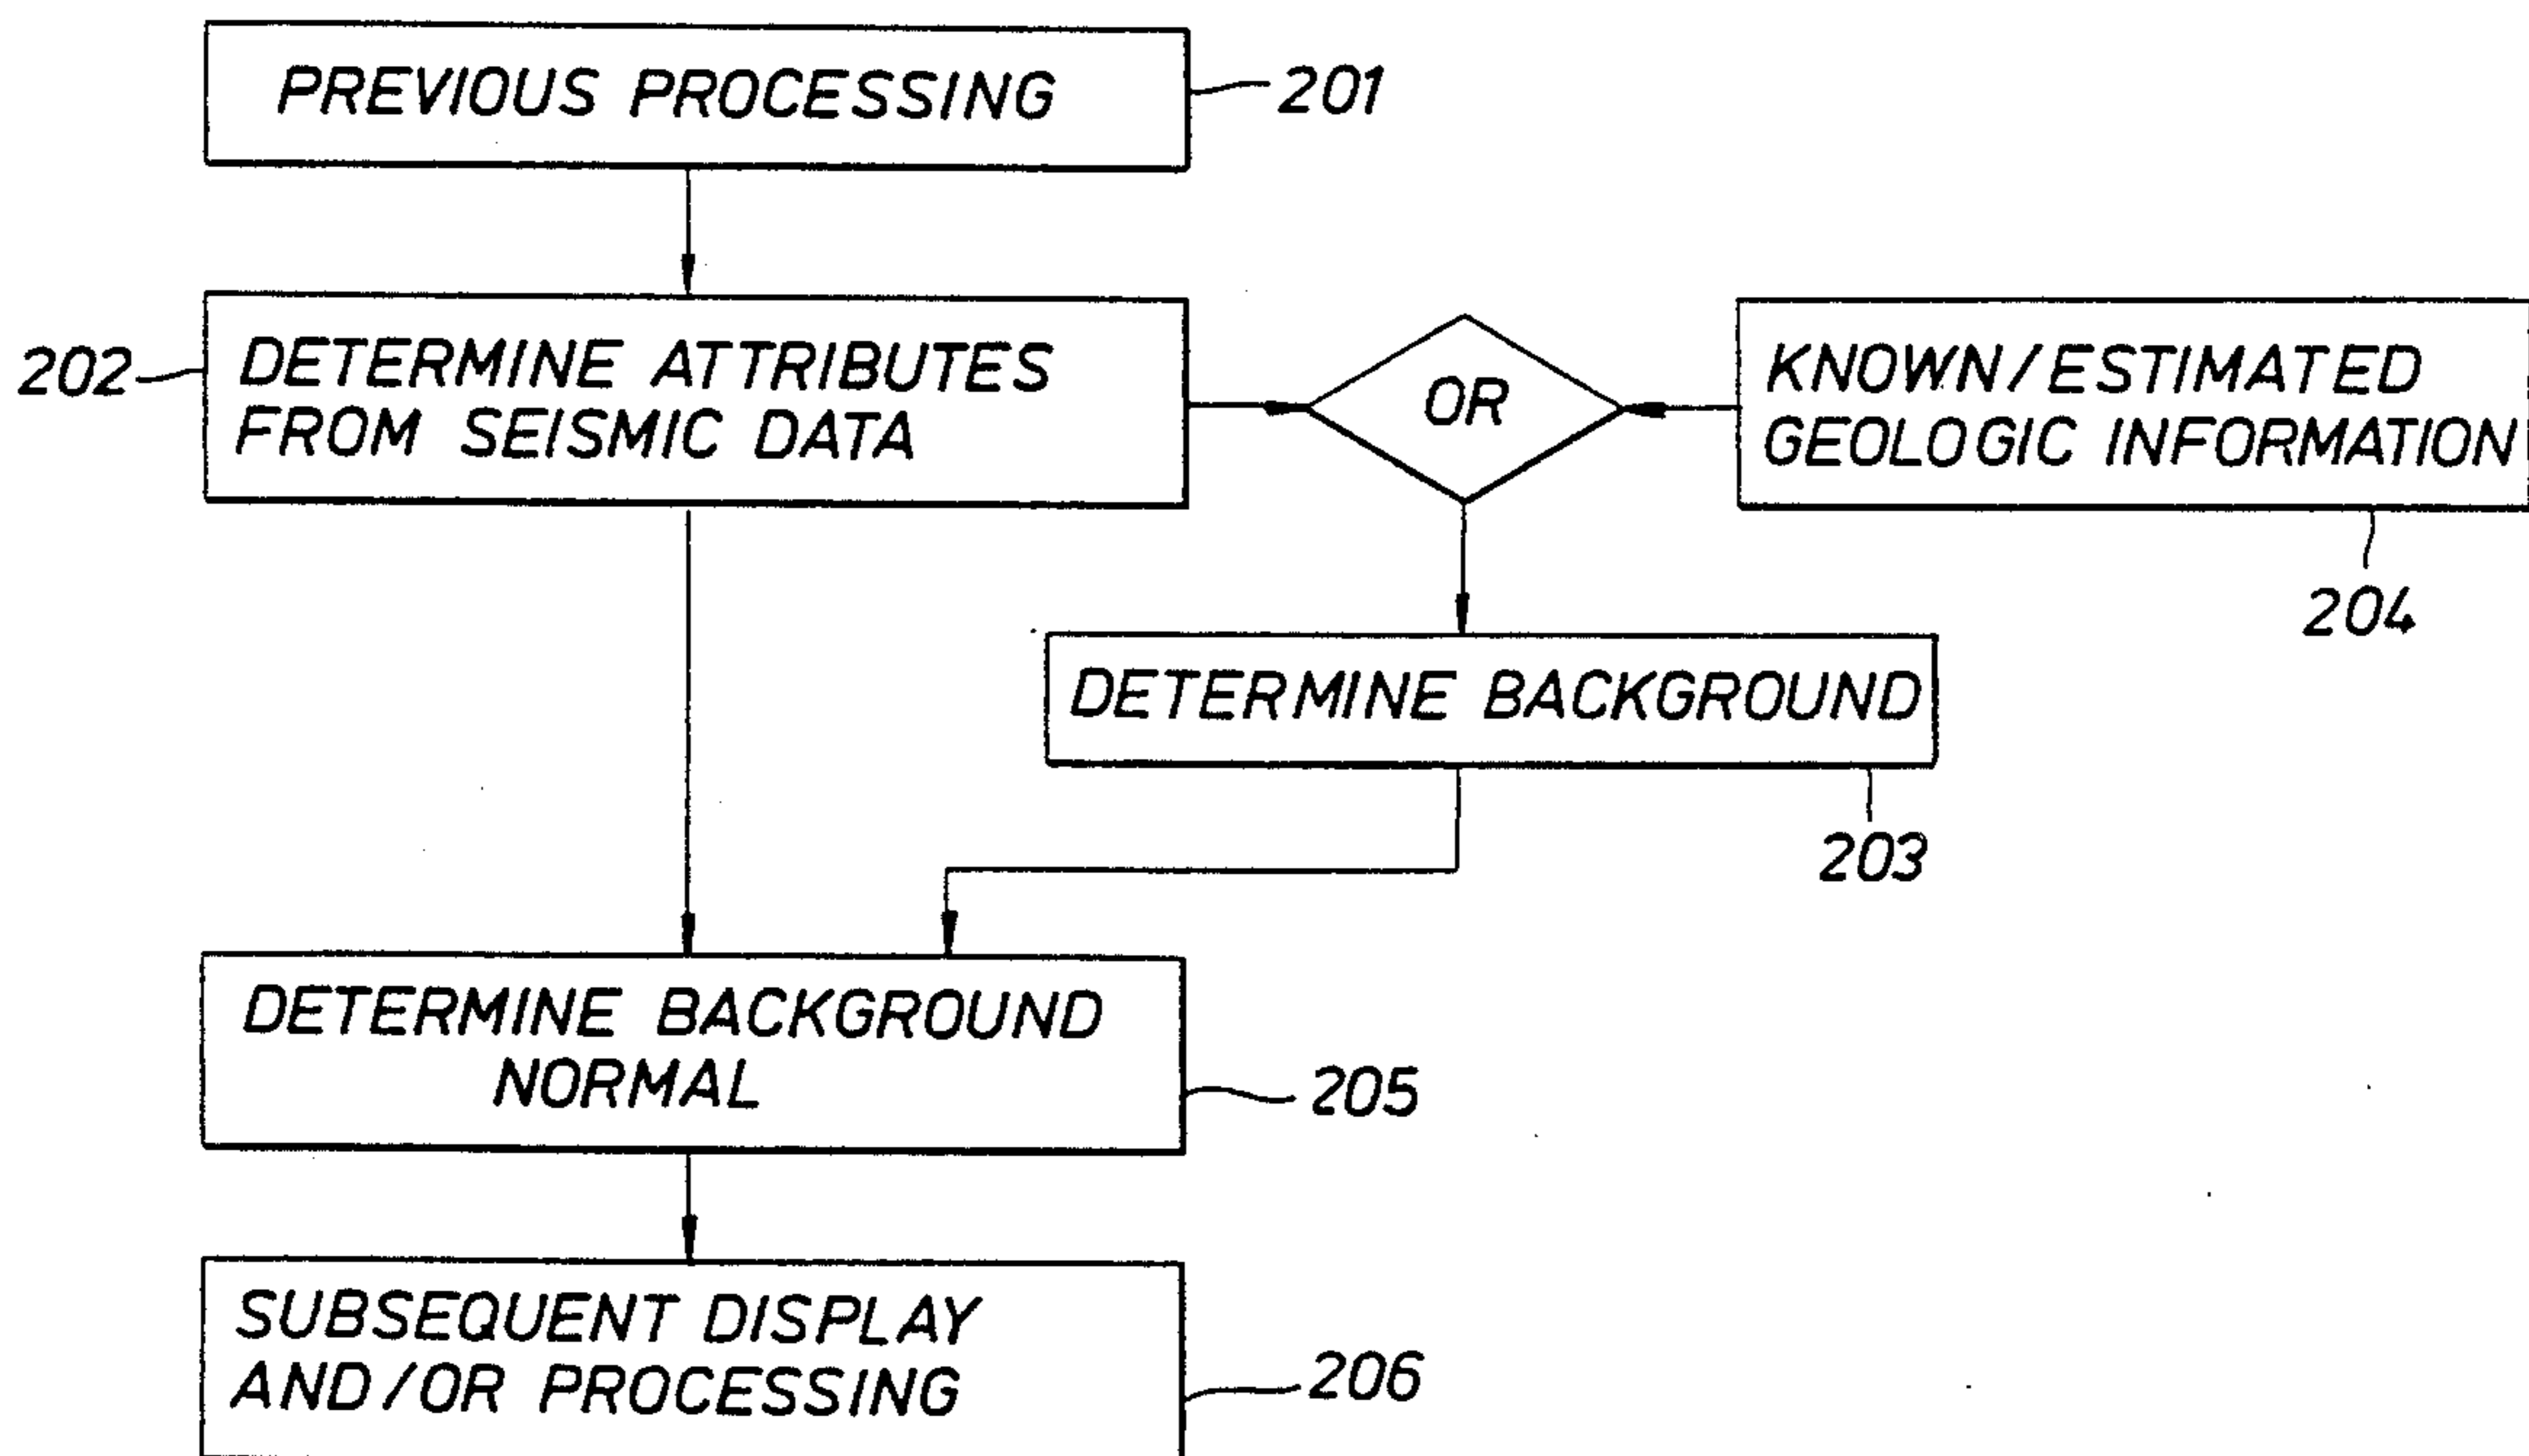 PREVIOUS PROCESSING
201
202
DETERMINE ATTRIBUTES
FROM SEISMIC DATA
OR
KNOWN/ESTIMATED
GEOLOGIC INFORMATION
204
DETERMINE BACKGROUND
203
DETERMINE BACKGROUND
NORMAL
205
SUBSEQUENT DISPLAY
AND/OR PROCESSING
206